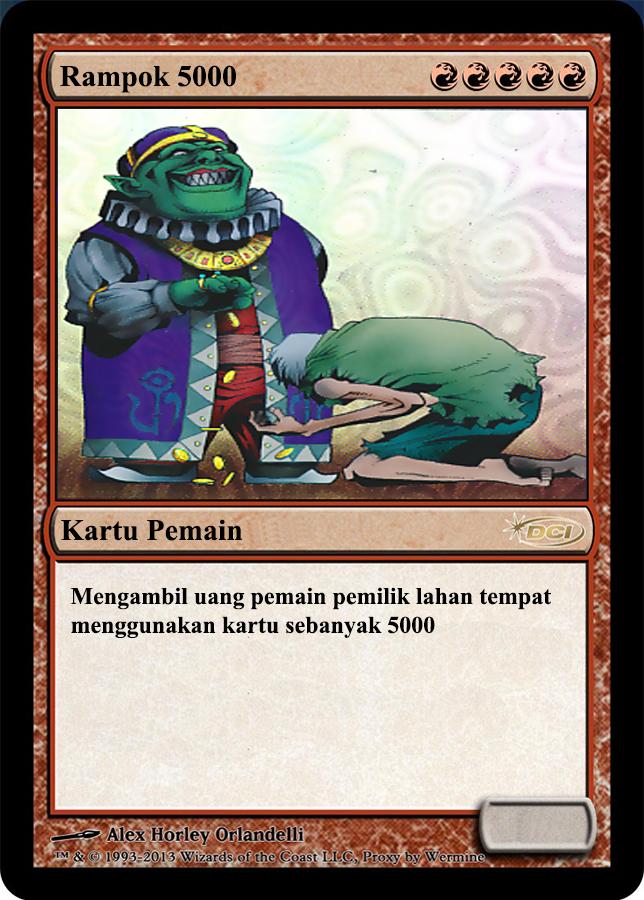 Rampok 5000
Kartu Pemain
DCI
Mengambil uang pemain pemilik lahan tempat
menggunakan kartu sebanyak 5000
Alex Horley Orlandelli
™ & © 1993-2013 Wizards of the Coast LLC, Proxy by Wermine